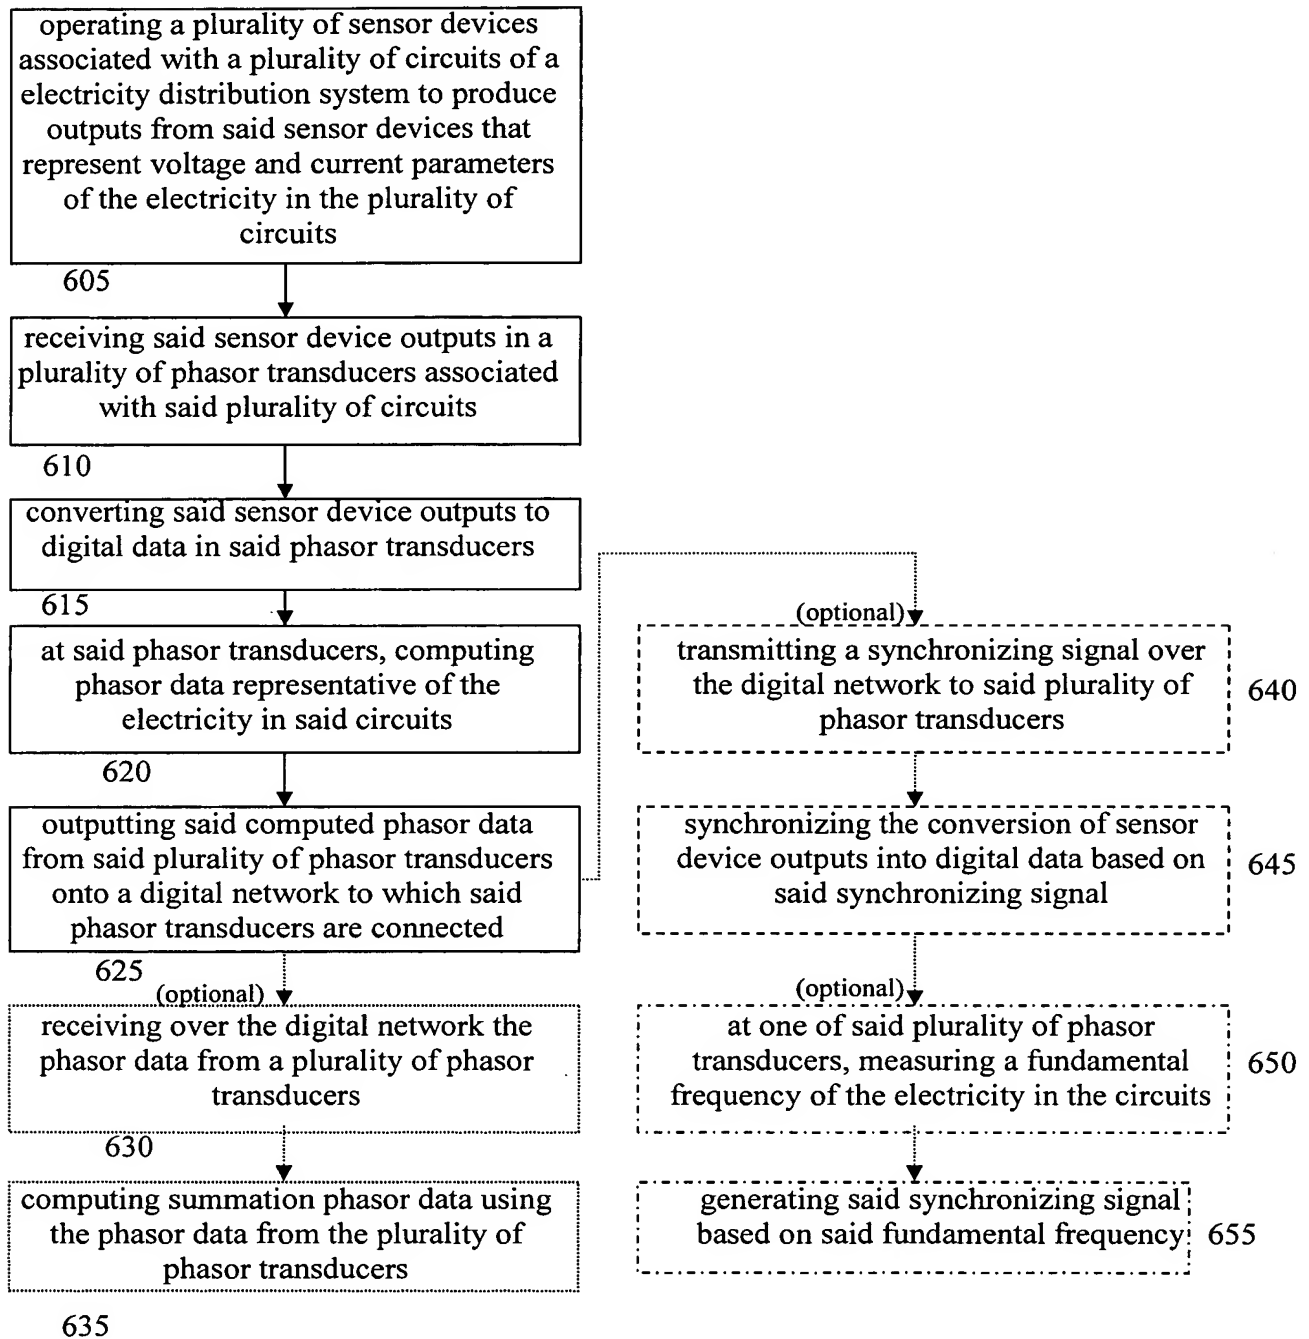 operating a plurality of sensor devices
associated with a plurality of circuits of a
electricity distribution system to produce
outputs from said sensor devices that
represent voltage and current parameters
of the electricity in the plurality of
circuits
605
receiving said sensor device outputs in a
plurality of phasor transducers associated
with said plurality of circuits
610
converting said sensor device outputs to
digital data in said phasor transducers
615
at said phasor transducers, computing
phasor data representative of the
electricity in said circuits
620
outputting said computed phasor data
from said plurality of phasor transducers
onto a digital network to which said
phasor transducers are connected
625
(optional)
receiving over the digital network the
phasor data from a plurality of phasor
transducers
630
computing summation phasor data using
the phasor data from the plurality of
phasor transducers
635
(optional)
transmitting a synchronizing signal over
the digital network to said plurality of
phasor transducers
640
synchronizing the conversion of sensor
device outputs into digital data based on
said synchronizing signal
645
(optional)
at one of said plurality of phasor
transducers, measuring a fundamental
frequency of the electricity in the circuits
650
generating said synchronizing signal
based on said fundamental frequency
655